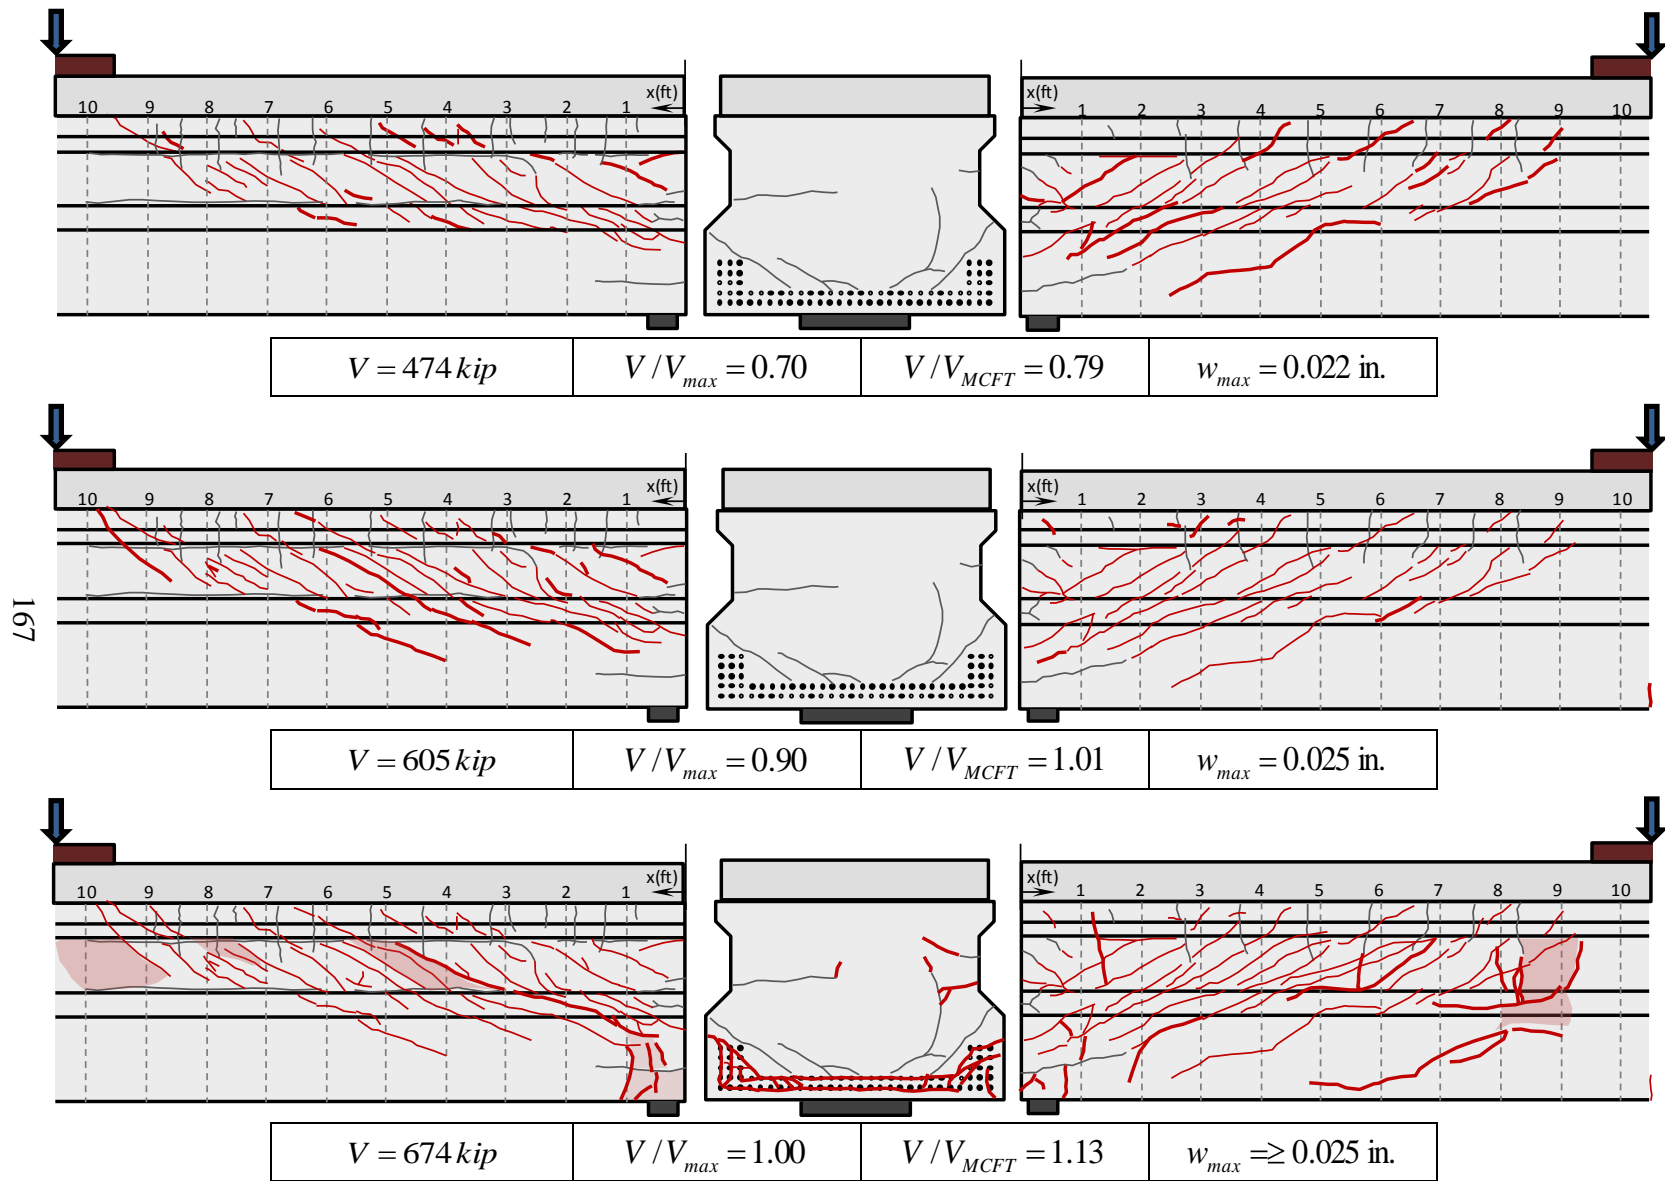 10 9 8 7 6 5 4 3 2 1 x(ft)
x(ft) 1 2 3 4 5 6 7 8 9 10
V = 474 kip V / V_max = 0.70 V / V_MCFT = 0.79 w_max = 0.022 in.
10 9 8 7 6 5 4 3 2 1 x(ft)
x(ft) 1 2 3 4 5 6 7 8 9 10
V = 605 kip V / V_max = 0.90 V / V_MCFT = 1.01 w_max = 0.025 in.
10 9 8 7 6 5 4 3 2 1 x(ft)
x(ft) 1 2 3 4 5 6 7 8 9 10
V = 674 kip V / V_max = 1.00 V / V_MCFT = 1.13 w_max =≥ 0.025 in.
167